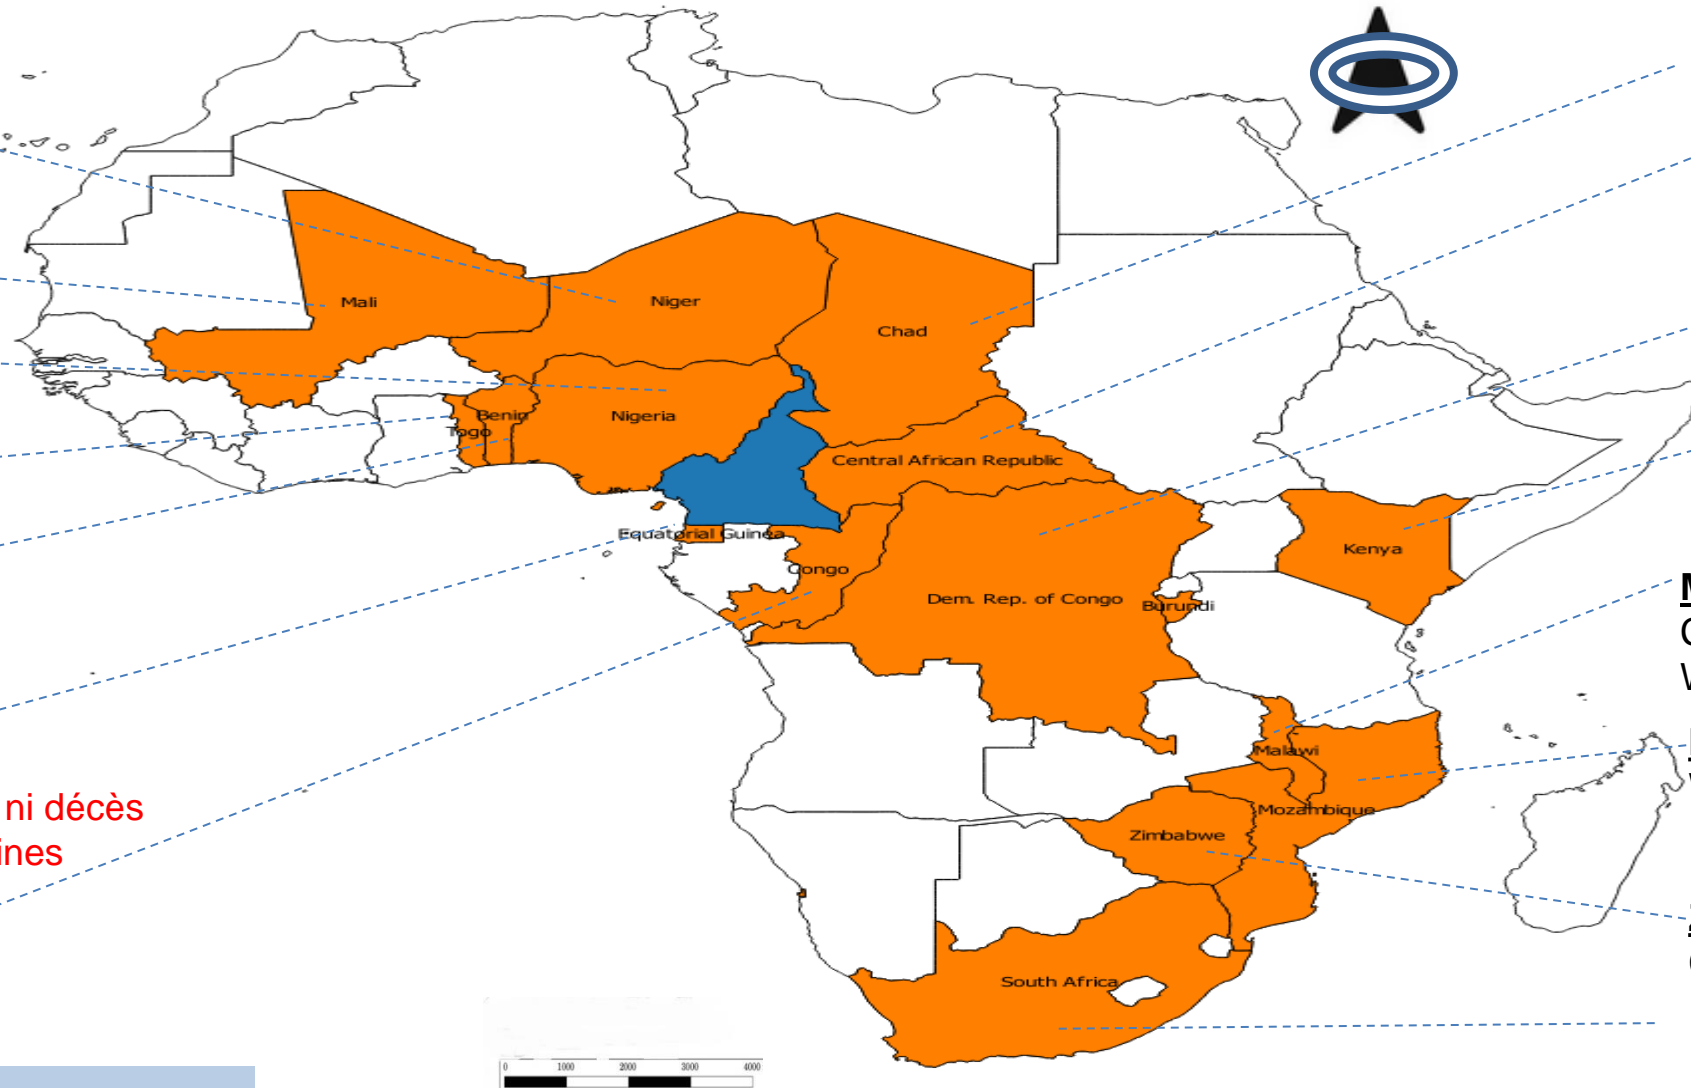 Mali
Niger
Chad
Benin
Togo
Nigeria
Central African Republic
Equatorial Guinea
Congo
Dem. Rep. of Congo
Burundi
Kenya
Malawi
Mozambique
Zimbabwe
South Africa
ni décès
ines
0 1000 2000 3000 4000